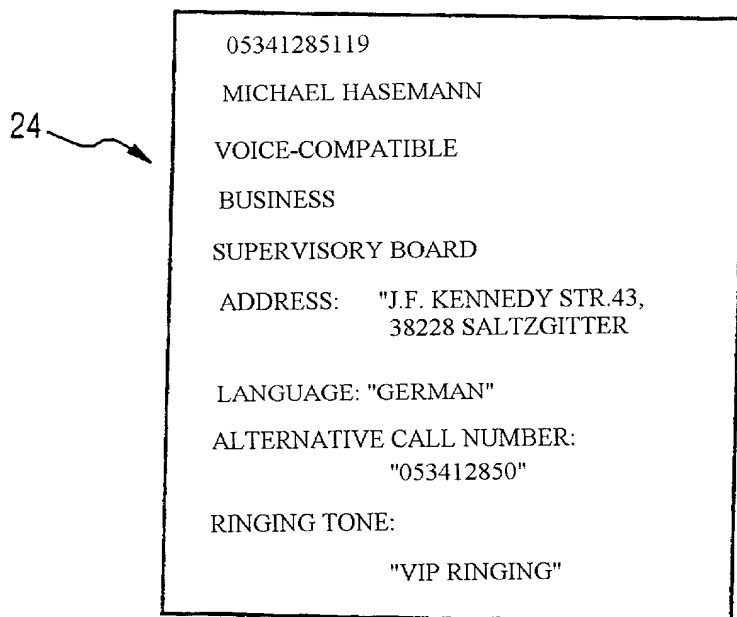 05341285119
MICHAEL HASEMANN
24
VOICE-COMPATIBLE
BUSINESS
SUPERVISORY BOARD
ADDRESS: "J.F. KENNEDY STR.43,
38228 SALTZGITTER
LANGUAGE: "GERMAN"
ALTERNATIVE CALL NUMBER:
"053412850"
RINGING TONE:
"VIP RINGING"